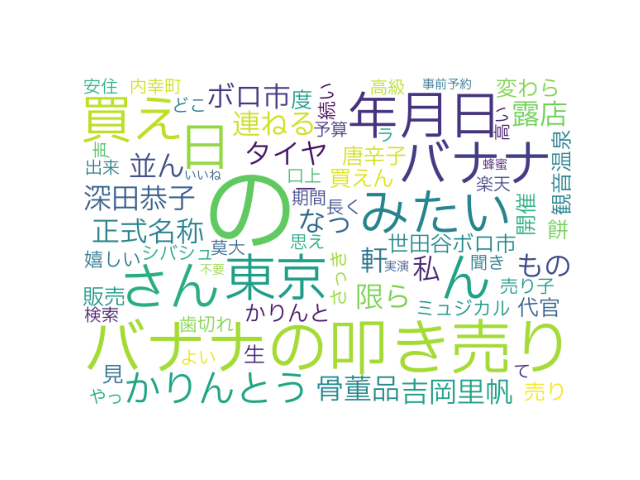 安住 内幸町 高級 事前予約
買え どこ ボロ市 度 続い 年月日 変わら
日 連ねる 予算 ラ 高い 露店
出来 並ん いいね タイヤ 唐辛子 バナナ 蜂蜜 観音温泉
深田恭子 の 口上 一 買えん 楽天
正式名称 期間 長く みたい 開催 餅
嬉しい シバシュ 莫大 なつ 思え 世田谷ボロ市
さん 東京 さっき 軒 私 ん 聞き もの
販売 不要 限ら 実演 売り子
検索 歯切れ かりんと ミュジカル 代官
バナナの叩き売り
見 よい 生 て
やっ かりんとう 骨董品 吉岡里帆 売り